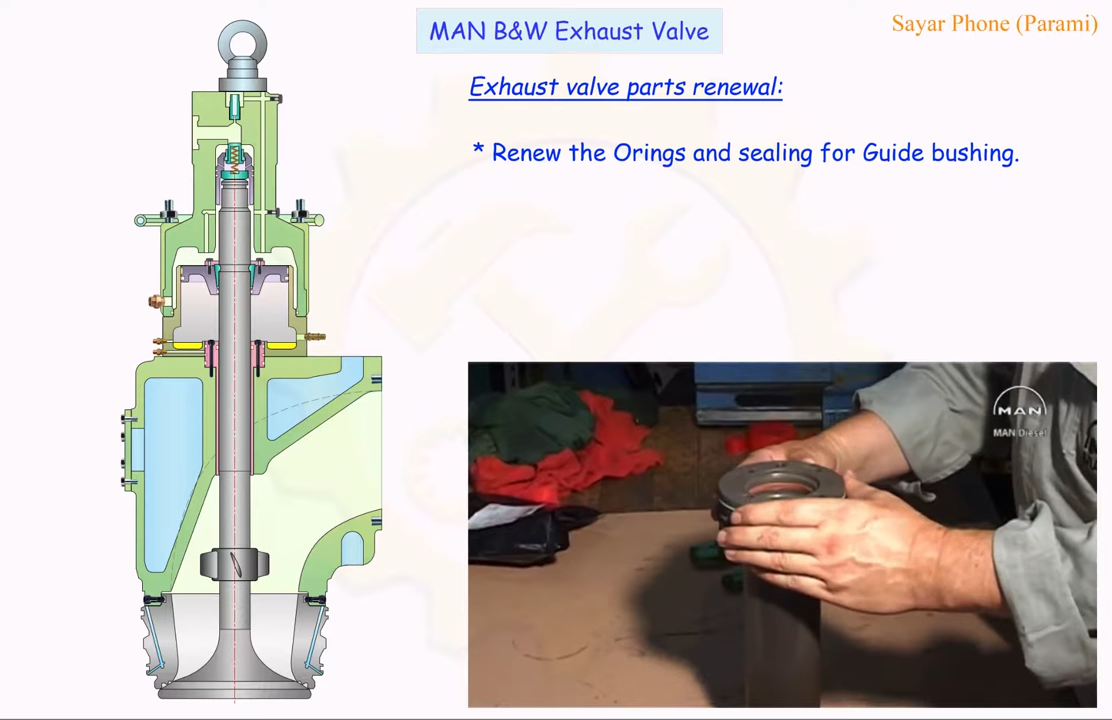 MAN B&W Exhaust Valve
Sayar Phone (Parami)
Exhaust valve parts renewal:
* Renew the Orings and sealing for Guide bushing.
MAN
MAN Diesel